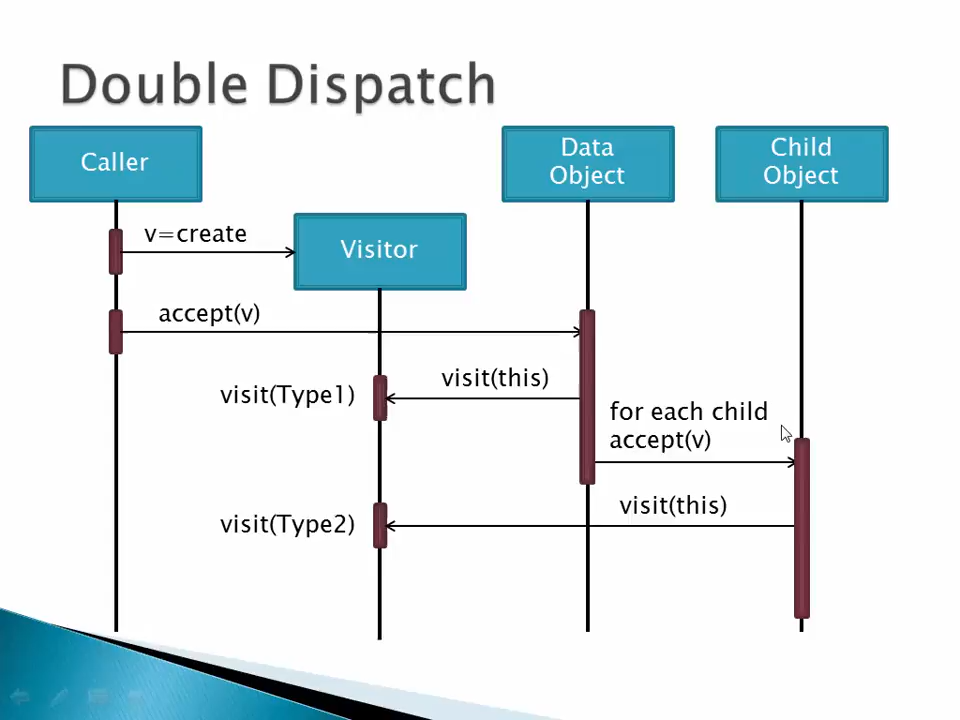 Double Dispatch
Caller
Data
Object
Child
Object
v=create
Visitor
accept(v)
visit(this)
visit(Type1)
for each child
accept(v)
visit(this)
visit(Type2)